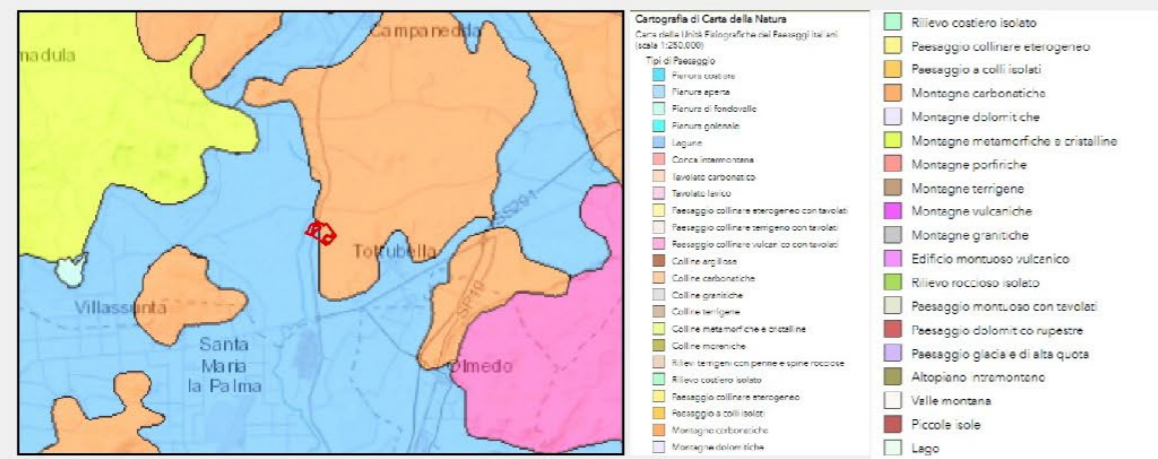 Campanedda
madula
SS291
Tottubella
SP19
Villassunta
Santa
Maria
la Palma
Olmedo
Cartografia di Carta della Natura
Carta delle Unità Fisiografiche dei Paesaggi italiani
(scala 1:250.000)
Tipi di Paesaggio
Pianura costiera
Pianura aperta
Pianura di fondovalle
Pianura golenale
Lagune
Conca intermontana
Tavolato carbonatico
Tavolato lavico
Paesaggio collinare eterogeneo con tavolati
Paesaggio collinare terrigeno con tavolati
Paesaggio collinare vulcanico con tavolati
Colline argillose
Colline carbonatiche
Colline granitiche
Colline terrigene
Colline metamorfiche e cristalline
Colline moreniche
Rilievi terrigeni con penne e spine rocciose
Rilievo costiero isolato
Paesaggio collinare eterogeneo
Paesaggio a colli isolati
Montagne carbonatiche
Montagne dolomitiche
Rilievo costiero isolato
Paesaggio collinare eterogeneo
Paesaggio a colli isolati
Montagne carbonatiche
Montagne dolomitiche
Montagne metamorfiche e cristalline
Montagne porfiriche
Montagne terrigene
Montagne vulcaniche
Montagne granitiche
Edificio montuoso vulcanico
Rilievo roccioso isolato
Paesaggio montuoso con tavolati
Paesaggio dolomitico rupestre
Paesaggio glaciale di alta quota
Altopiano intramontano
Valle montana
Piccole isole
Lago